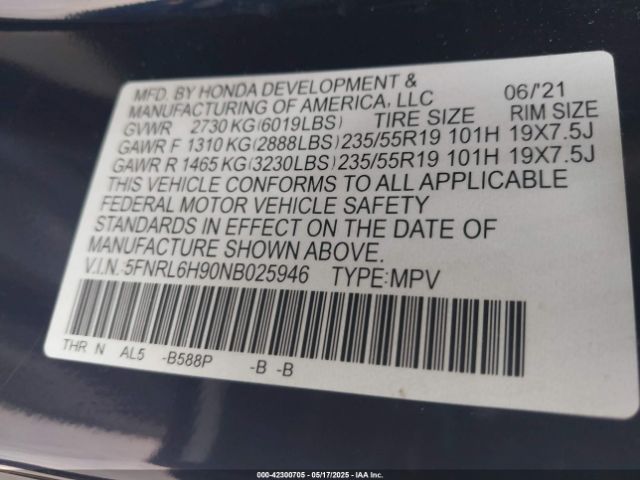 MFD. BY HONDA DEVELOPMENT & 06/'21
MANUFACTURING OF AMERICA, LLC
GVWR 2730 KG(6019LBS) TIRE SIZE RIM SIZE
GAWR F 1310 KG(2888LBS)235/55R19 101H 19X7.5J
GAWR R 1465 KG(3230LBS)235/55R19 101H 19X7.5J
THIS VEHICLE CONFORMS TO ALL APPLICABLE
FEDERAL MOTOR VEHICLE SAFETY
STANDARDS IN EFFECT ON THE DATE OF
MANUFACTURE SHOWN ABOVE.
V.I.N.:5FNRL6H90NB025946 TYPE:MPV
THR N AL5 -B588P -B -B
000-42300705 - 05/17/2025 - IAA Inc.